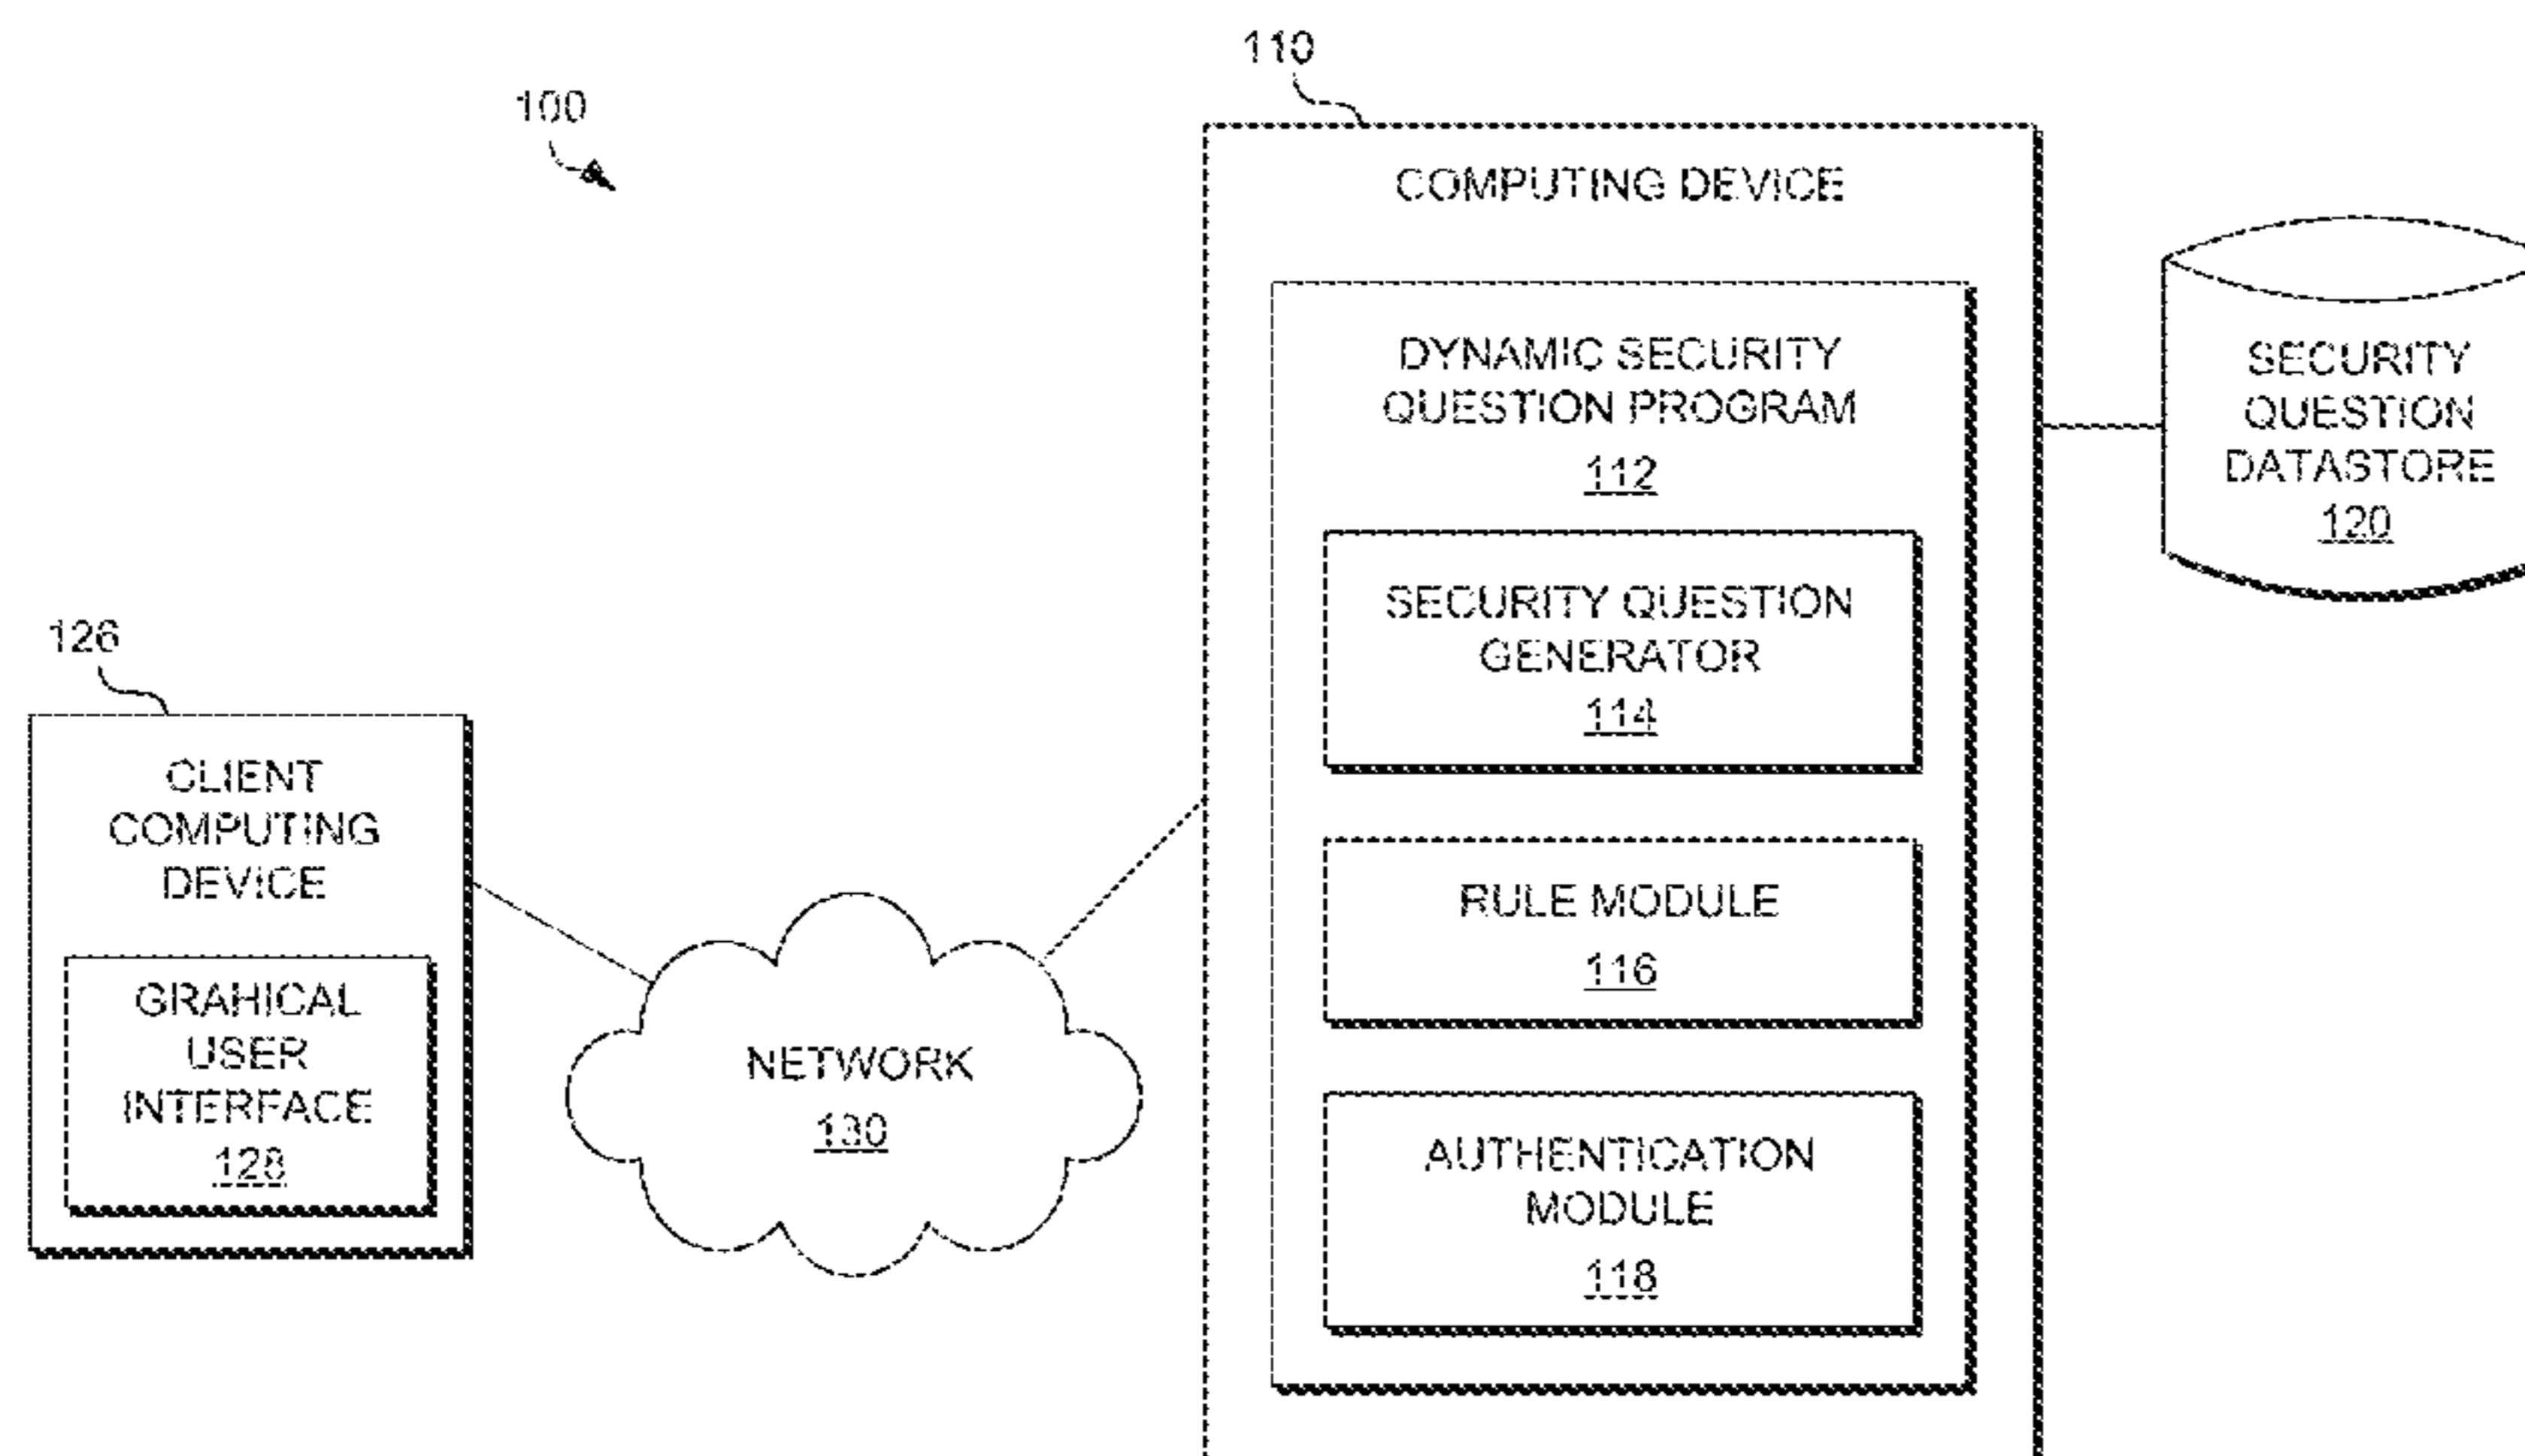 100
110
COMPUTING DEVICE
DYNAMIC SECURITY
QUESTION PROGRAM
112
SECURITY QUESTION
GENERATOR
114
RULE MODULE
116
AUTHENTICATION
MODULE
118
SECURITY
QUESTION
DATASTORE
120
126
CLIENT
COMPUTING
DEVICE
GRAHICAL
USER
INTERFACE
128
NETWORK
130